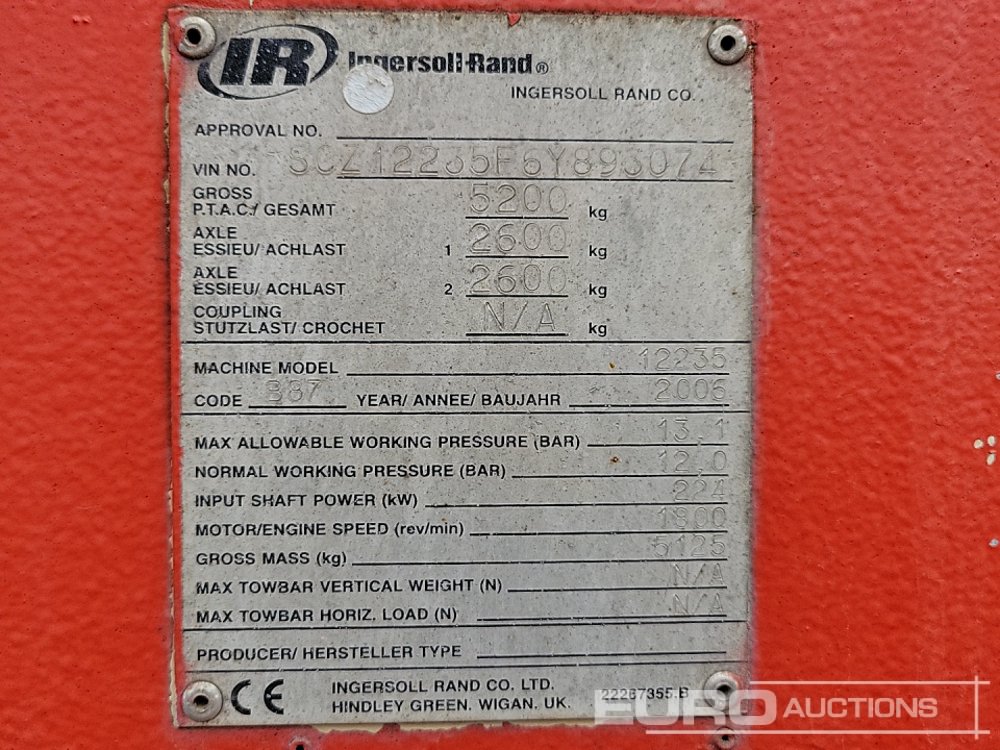 IR Ingersoll-Rand®
INGERSOLL RAND CO.
APPROVAL NO.
VIN NO. SCZ12235F6Y893074
GROSS
P.T.A.C./ GESAMT 5200 kg
AXLE
ESSIEU/ ACHLAST 1 2600 kg
AXLE
ESSIEU/ ACHLAST 2 2600 kg
COUPLING
STUTZLAST/ CROCHET N/A kg
MACHINE MODEL 12235
CODE B87 YEAR/ ANNEE/ BAUJAHR 2006
MAX ALLOWABLE WORKING PRESSURE (BAR) 13,1
NORMAL WORKING PRESSURE (BAR) 12,0
INPUT SHAFT POWER (kW) 224
MOTOR/ENGINE SPEED (rev/min) 1800
GROSS MASS (kg) 5125
MAX TOWBAR VERTICAL WEIGHT (N) N/A
MAX TOWBAR HORIZ. LOAD (N) N/A
PRODUCER/ HERSTELLER TYPE
CE INGERSOLL RAND CO. LTD. 22287355.B
HINDLEY GREEN. WIGAN. UK.
EURO AUCTIONS